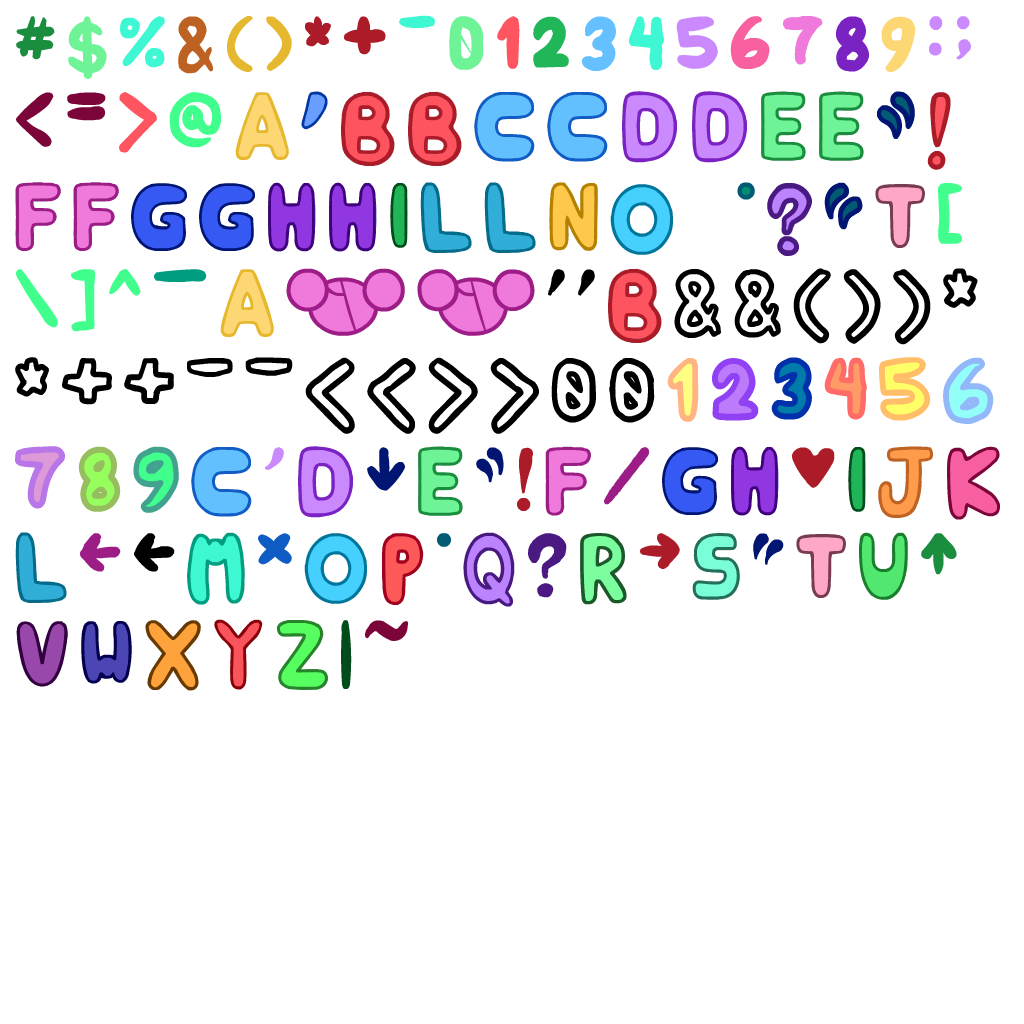 #$%&()*+-0123456789:;
<=>@A'BBCCDDEE”!
FFGGHHILLNO.?“T[
\]^-A''B&&())*
*++--<<>>00123456
789C'D↓E”!F/GH♥IJK
L←←M×OP.Q?R→S“TU↑
VWXYZ|~